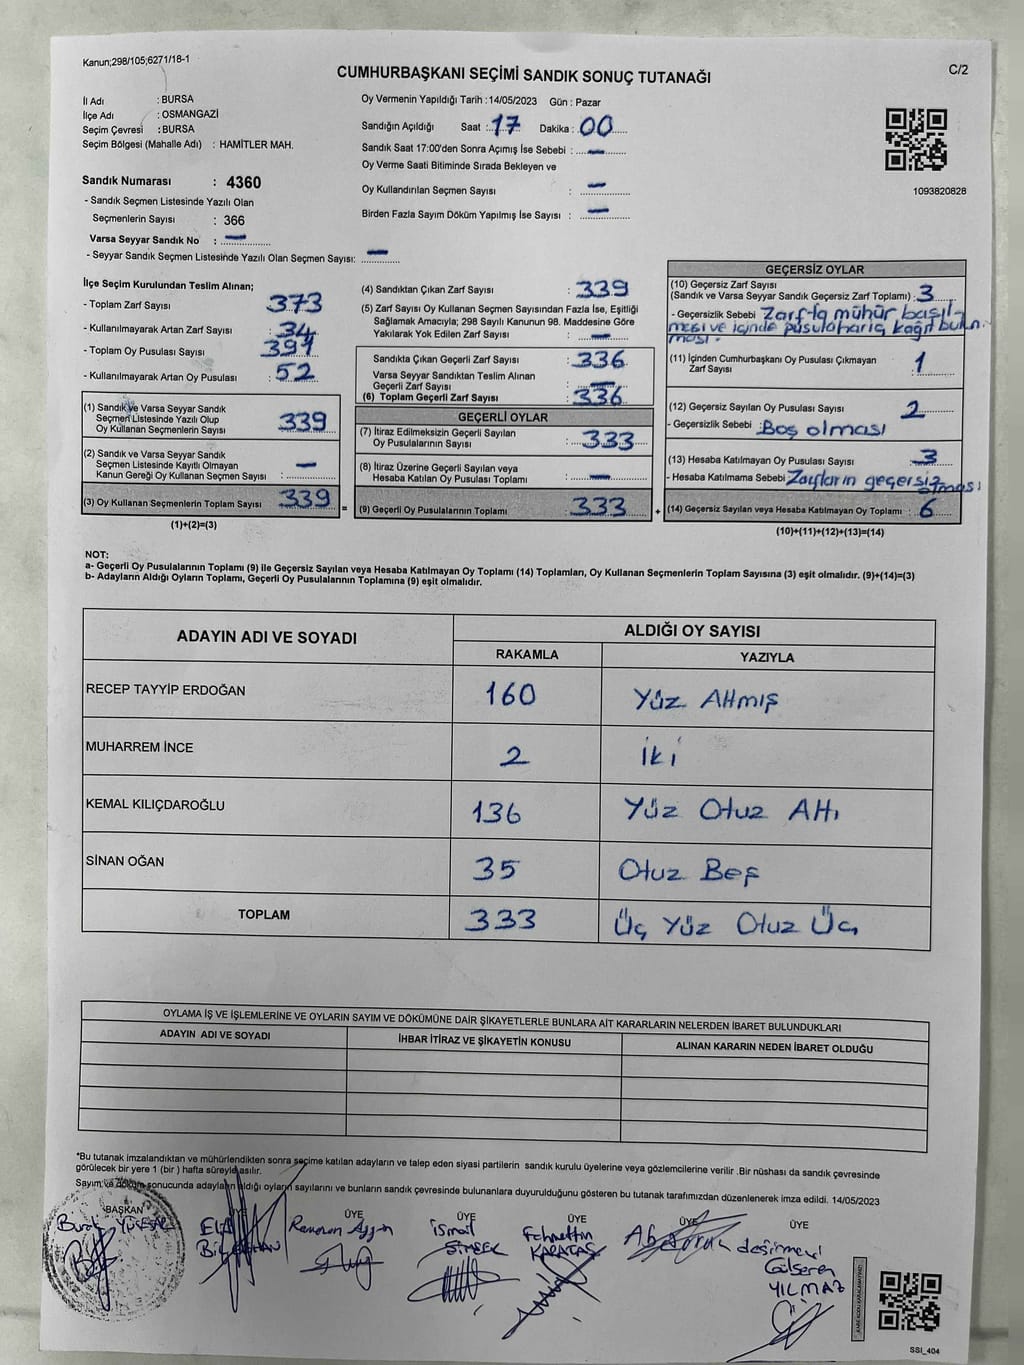 Kanun;298/105;6271/18-1
CUMHURBAŞKANI SEÇİMİ SANDIK SONUÇ TUTANAĞI
C/2
İl Adı : BURSA
İlçe Adı : OSMANGAZİ
Seçim Çevresi : BURSA
Seçim Bölgesi (Mahalle Adı) : HAMİTLER MAH.
Sandık Numarası : 4360
- Sandık Seçmen Listesinde Yazılı Olan
Seçmenlerin Sayısı : 366
Varsa Seyyar Sandık No : —
- Seyyar Sandık Seçmen Listesinde Yazılı Olan Seçmen Sayısı: —
Oy Vermenin Yapıldığı Tarih : 14/05/2023 Gün : Pazar
Sandığın Açıldığı Saat : 17 Dakika : 00
Sandık Saat 17:00'den Sonra Açımış İse Sebebi : —
Oy Verme Saati Bitiminde Sırada Bekleyen ve
Oy Kullandırılan Seçmen Sayısı : —
Birden Fazla Sayım Döküm Yapılmış İse Sayısı : —
1093820828
İlçe Seçim Kurulundan Teslim Alınan;
- Toplam Zarf Sayısı 373
- Kullanılmayarak Artan Zarf Sayısı : 34
- Toplam Oy Pusulası Sayısı 391
- Kullanılmayarak Artan Oy Pusulası : 52
(1) Sandık ve Varsa Seyyar Sandık
Seçmen Listesinde Yazılı Olup
Oy Kullanan Seçmenlerin Sayısı : 339
(2) Sandık ve Varsa Seyyar Sandık
Seçmen Listesinde Kayıtlı Olmayan
Kanun Gereği Oy Kullanan Seçmen Sayısı : —
(3) Oy Kullanan Seçmenlerin Toplam Sayısı : 339
(1)+(2)=(3)
=
(4) Sandıktan Çıkan Zarf Sayısı : 339
(5) Zarf Sayısı Oy Kullanan Seçmen Sayısından Fazla İse, Eşitliği
Sağlamak Amacıyla; 298 Sayılı Kanunun 98. Maddesine Göre
Yakılarak Yok Edilen Zarf Sayısı : —
Sandıkta Çıkan Geçerli Zarf Sayısı : 336
Varsa Seyyar Sandıktan Teslim Alınan
Geçerli Zarf Sayısı : —
(6) Toplam Geçerli Zarf Sayısı : 336
GEÇERLİ OYLAR
(7) İtiraz Edilmeksizin Geçerli Sayılan
Oy Pusulalarının Sayısı : 333
(8) İtiraz Üzerine Geçerli Sayılan veya
Hesaba Katılan Oy Pusulası Toplamı : —
(9) Geçerli Oy Pusulalarının Toplamı : 333
+
GEÇERSİZ OYLAR
(10) Geçersiz Zarf Sayısı
(Sandık ve Varsa Seyyar Sandık Geçersiz Zarf Toplamı) : 3
- Geçersizlik Sebebi : Zarfta mühür basıl-
ması ve içinde pusula hariç kağıt bulun.
ması.
(11) İçinden Cumhurbaşkanı Oy Pusulası Çıkmayan
Zarf Sayısı : 1
(12) Geçersiz Sayılan Oy Pusulası Sayısı : 2
- Geçersizlik Sebebi : Boş olması
(13) Hesaba Katılmayan Oy Pusulası Sayısı : 3
- Hesaba Katılmama Sebebi : Zarfların geçersiz
olması
(14) Geçersiz Sayılan veya Hesaba Katılmayan Oy Toplamı : 6
(10)+(11)+(12)+(13)=(14)
NOT:
a- Geçerli Oy Pusulalarının Toplamı (9) ile Geçersiz Sayılan veya Hesaba Katılmayan Oy Toplamı (14) Toplamları, Oy Kullanan Seçmenlerin Toplam Sayısına (3) eşit olmalıdır. (9)+(14)=(3)
b- Adayların Aldığı Oyların Toplamı, Geçerli Oy Pusulalarının Toplamına (9) eşit olmalıdır.
ADAYIN ADI VE SOYADI ALDIĞI OY SAYISI
RAKAMLA YAZIYLA
RECEP TAYYİP ERDOĞAN 160 Yüz Altmış
MUHARREM İNCE 2 İki
KEMAL KILIÇDAROĞLU 136 Yüz Otuz Altı
SİNAN OĞAN 35 Otuz Beş
TOPLAM 333 Üç Yüz Otuz Üç
OYLAMA İŞ VE İŞLEMLERİNE VE OYLARIN SAYIM VE DÖKÜMÜNE DAİR ŞİKAYETLERLE BUNLARA AİT KARARLARIN NELERDEN İBARET BULUNDUKLARI
ADAYIN ADI VE SOYADI İHBAR İTİRAZ VE ŞİKAYETİN KONUSU ALINAN KARARIN NEDEN İBARET OLDUĞU
*Bu tutanak imzalandıktan ve mühürlendikten sonra seçime katılan adayların ve talep eden siyasi partilerin sandık kurulu üyelerine veya gözlemcilerine verilir .Bir nüshası da sandık çevresinde
görülecek bir yere 1 (bir ) hafta süreyle asılır.
Sayım ve döküm sonucunda adayların aldığı oyların sayılarını ve bunların sandık çevresinde bulunanlara duyurulduğunu gösteren bu tutanak tarafımızdan düzenlenerek imza edildi. 14/05/2023
BAŞKAN ÜYE ÜYE ÜYE ÜYE ÜYE
Ramazan Aygün
İsmail
ŞİMŞEK
Fahrettin
KARATAŞ
değirmenci
Gülseren
YILMAZ
SSI_404